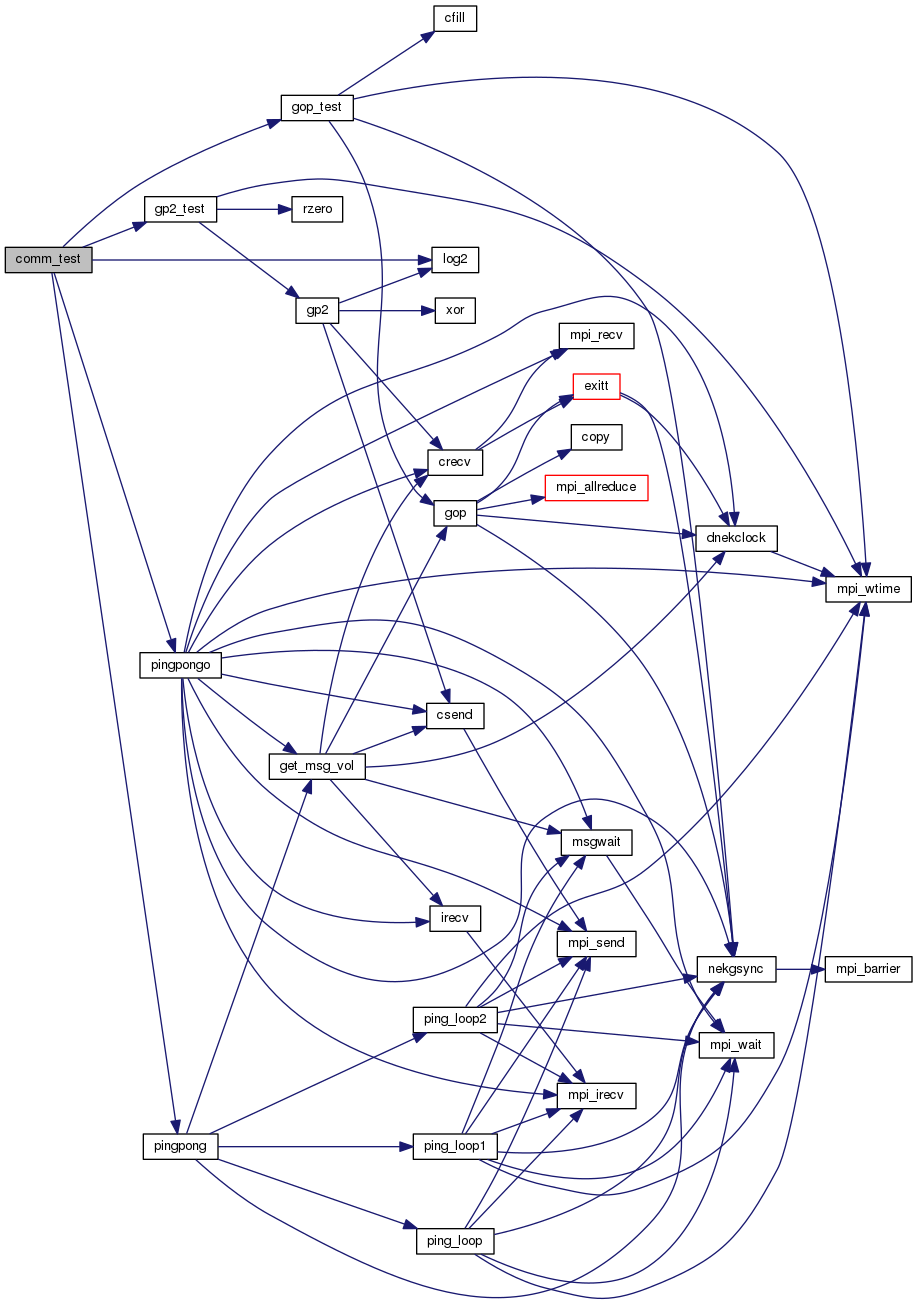 cfill
gop_test
gp2_test
rzero
comm_test
log2
gp2
xor
mpi_recv
exitt
copy
crecv
mpi_allreduce
gop
dnekclock
mpi_wtime
pingpongo
csend
get_msg_vol
msgwait
irecv
mpi_send
nekgsync
mpi_barrier
ping_loop2
mpi_wait
mpi_irecv
pingpong
ping_loop1
ping_loop